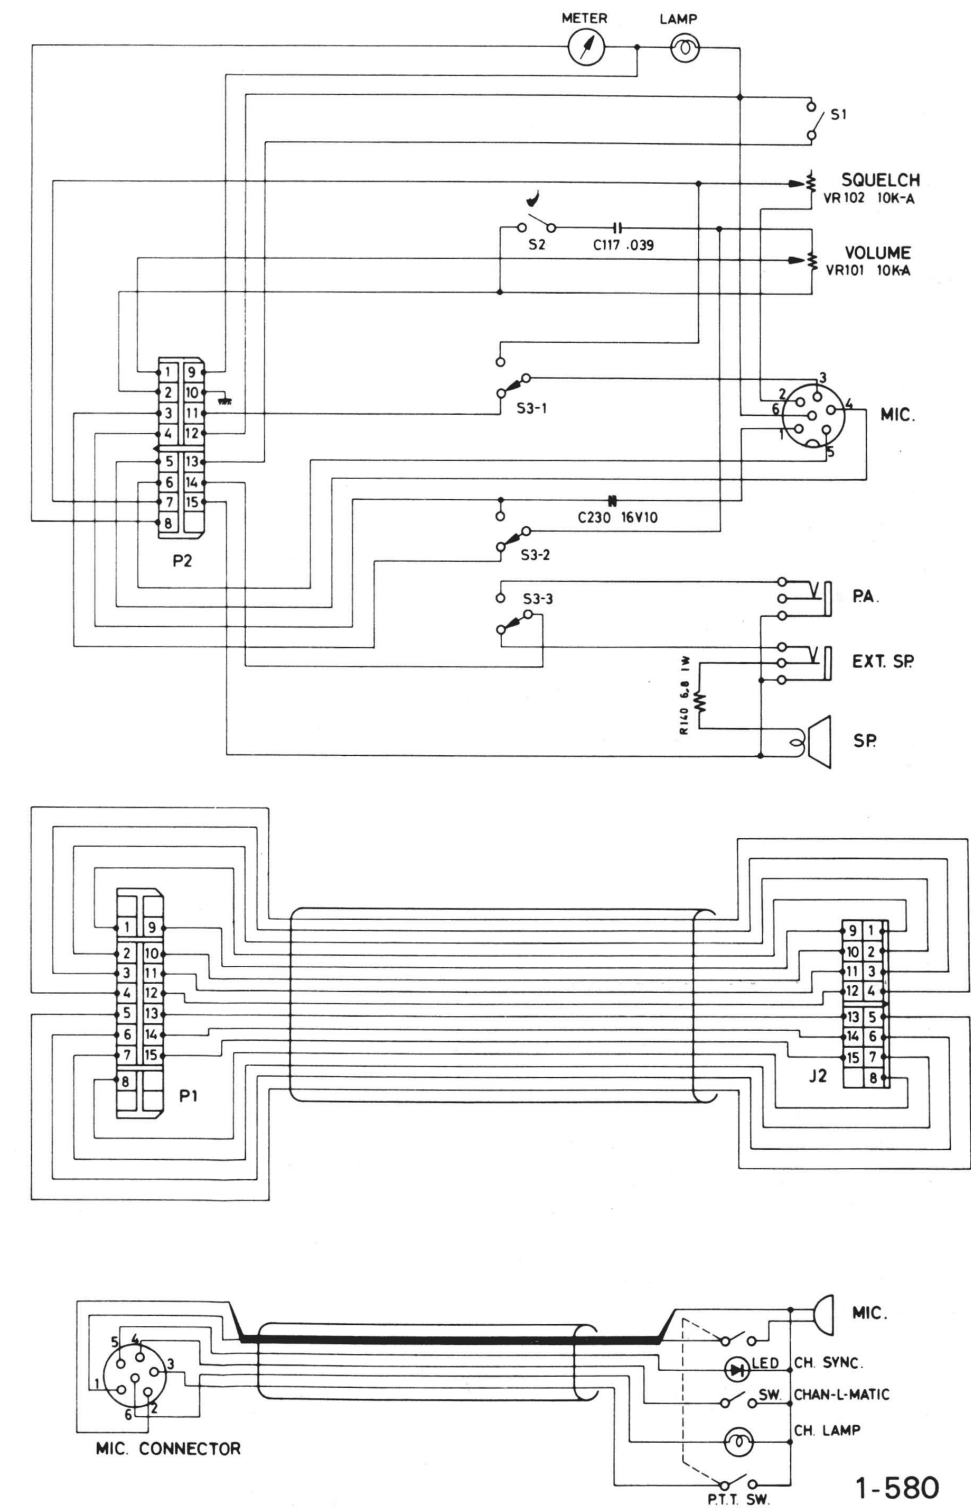 METER LAMP
S1
SQUELCH
VR102 10K-A
S2
C117 .039
VOLUME
VR101 10K-A
1 9
2 10
3 11
4 12
5 13
6 14
7 15
8
P2
S3-1
2 3
6 4
1 5
MIC.
C230 16V10
S3-2
S3-3
P.A.
EXT. SP.
R140 6.8 1W
SP.
1 9
2 10
3 11
4 12
5 13
6 14
7 15
8
P1
9 1
10 2
11 3
12 4
13 5
14 6
15 7
8
J2
5 4
3
1
6 2
MIC. CONNECTOR
MIC.
LED CH. SYNC.
SW. CHAN-L-MATIC
CH. LAMP
P.T.T. SW.
1-580